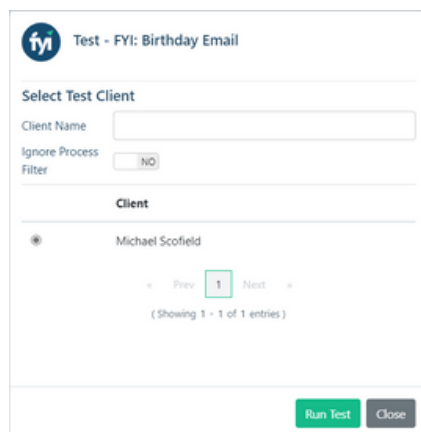 fyi
Test - FYI: Birthday Email
Select Test Client
Client Name
Ignore Process
Filter
NO
Client
Michael Scofield
« Prev 1 Next »
( Showing 1 - 1 of 1 entries )
Run Test Close